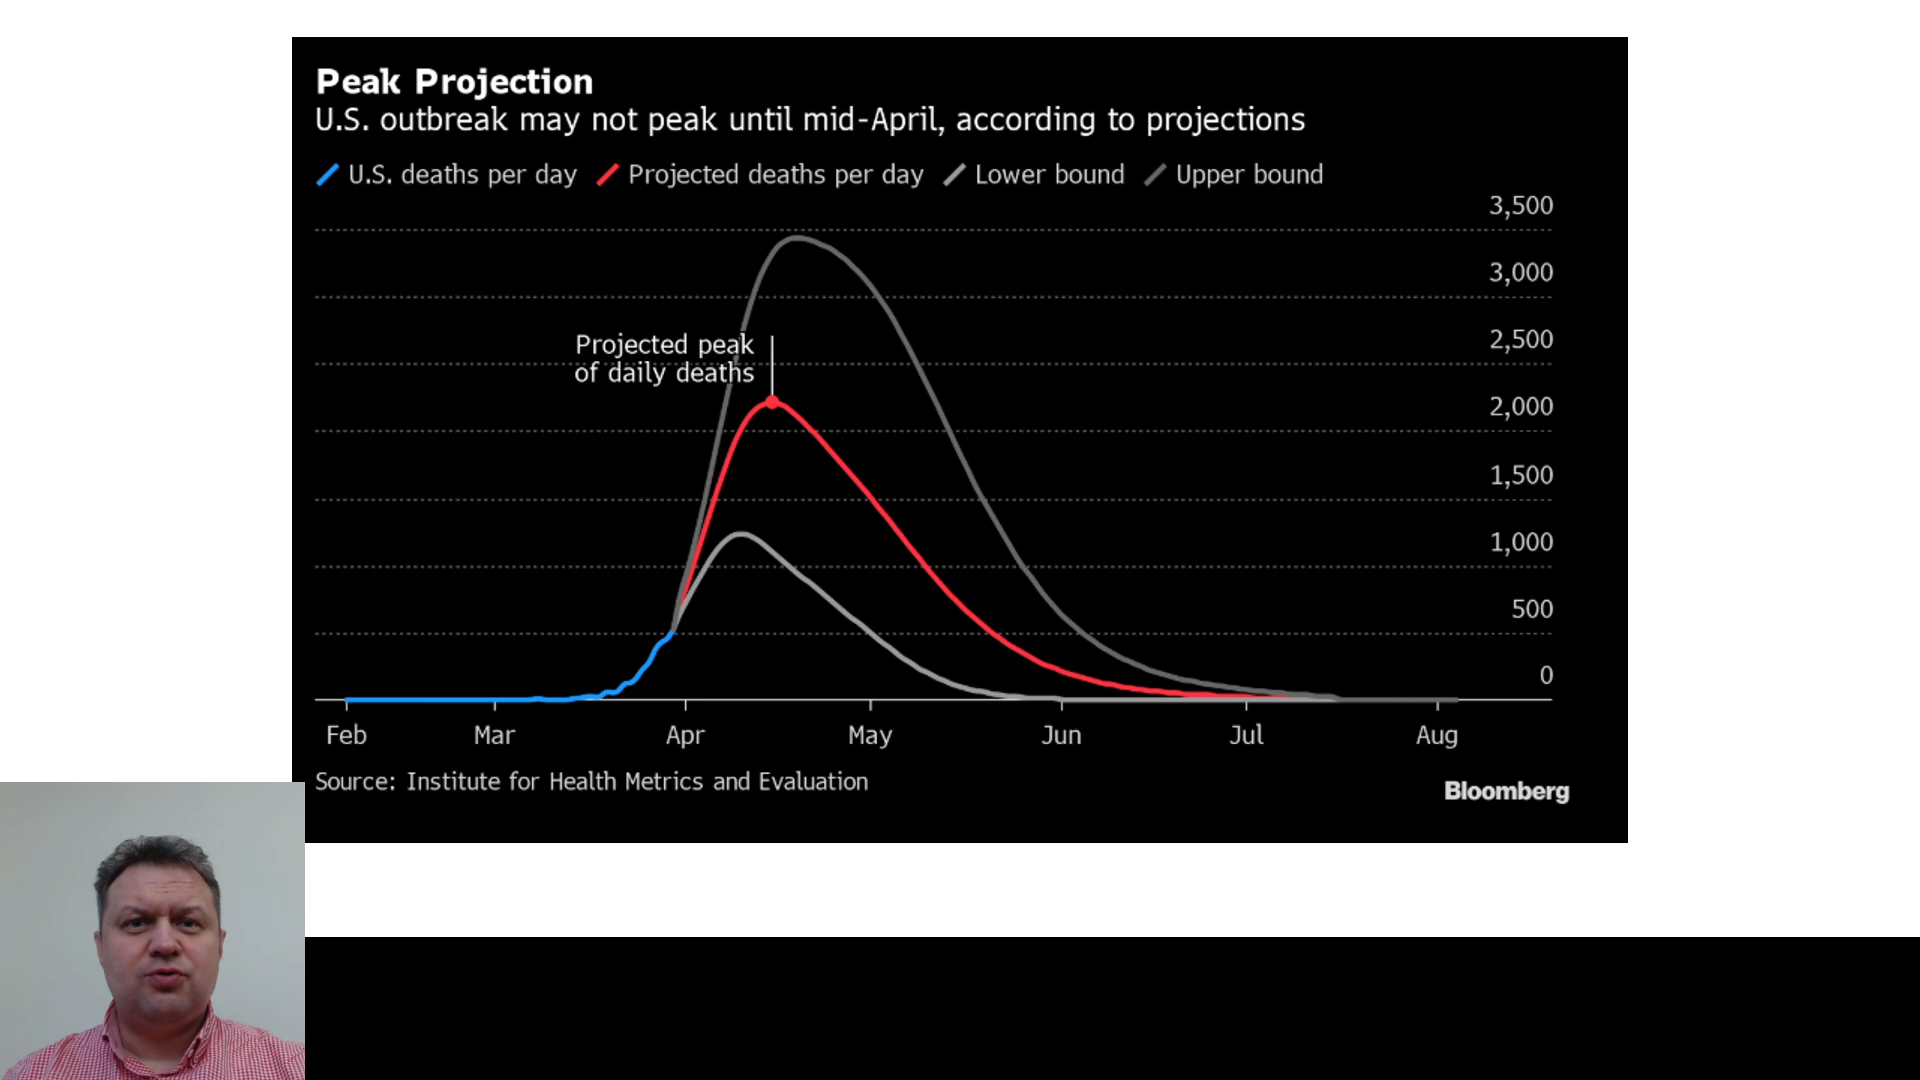 Peak Projection
U.S. outbreak may not peak until mid-April, according to projections
U.S. deaths per day Projected deaths per day Lower bound Upper bound
3,500
3,000
Projected peak
of daily deaths
2,500
2,000
1,500
1,000
500
0
Feb Mar Apr May Jun Jul Aug
Source: Institute for Health Metrics and Evaluation
Bloomberg